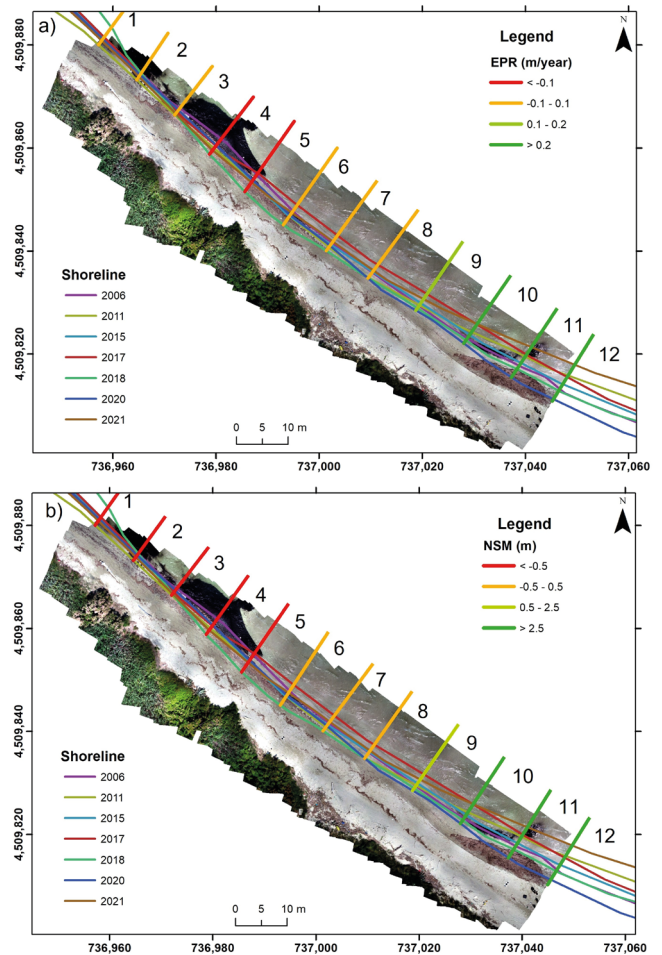 a)
N
Legend
EPR (m/year)
< -0.1
-0.1 - 0.1
0.1 - 0.2
> 0.2
1
2
3
4
5
6
7
8
9
10
11
12
4,509,880
4,509,860
4,509,840
4,509,820
Shoreline
2006
2011
2015
2017
2018
2020
2021
0 5 10 m
736,960 736,980 737,000 737,020 737,040 737,060
b)
N
Legend
NSM (m)
< -0.5
-0.5 - 0.5
0.5 - 2.5
> 2.5
1
2
3
4
5
6
7
8
9
10
11
12
4,509,880
4,509,860
4,509,840
4,509,820
Shoreline
2006
2011
2015
2017
2018
2020
2021
0 5 10 m
736,960 736,980 737,000 737,020 737,040 737,060